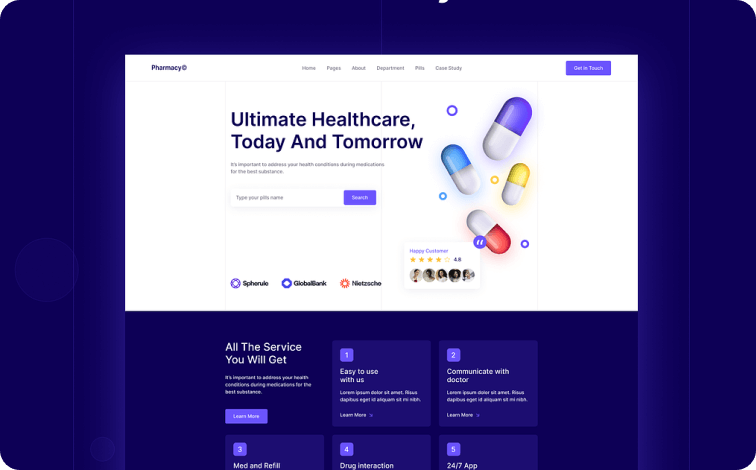 Pharmacy©
Home Pages About Department Pills Case Study
Get In Touch
Ultimate Healthcare,
Today And Tomorrow
It's important to address your health conditions during medications
for the best substance.
Type your pills name
Search
Happy Customer
4.8
Spherule GlobalBank Nietzsche
All The Service
You Will Get
It's important to address your health
conditions during medications for the
best substance.
Learn More
1
Easy to use
with us
Lorem ipsum dolor sit amet. Risus
dapibus eget id aliquam sit mi nibh.
Learn More
2
Communicate with
doctor
Lorem ipsum dolor sit amet. Risus
dapibus eget id aliquam sit mi nibh.
Learn More
3
Med and Refill
4
Drug interaction
5
24/7 App